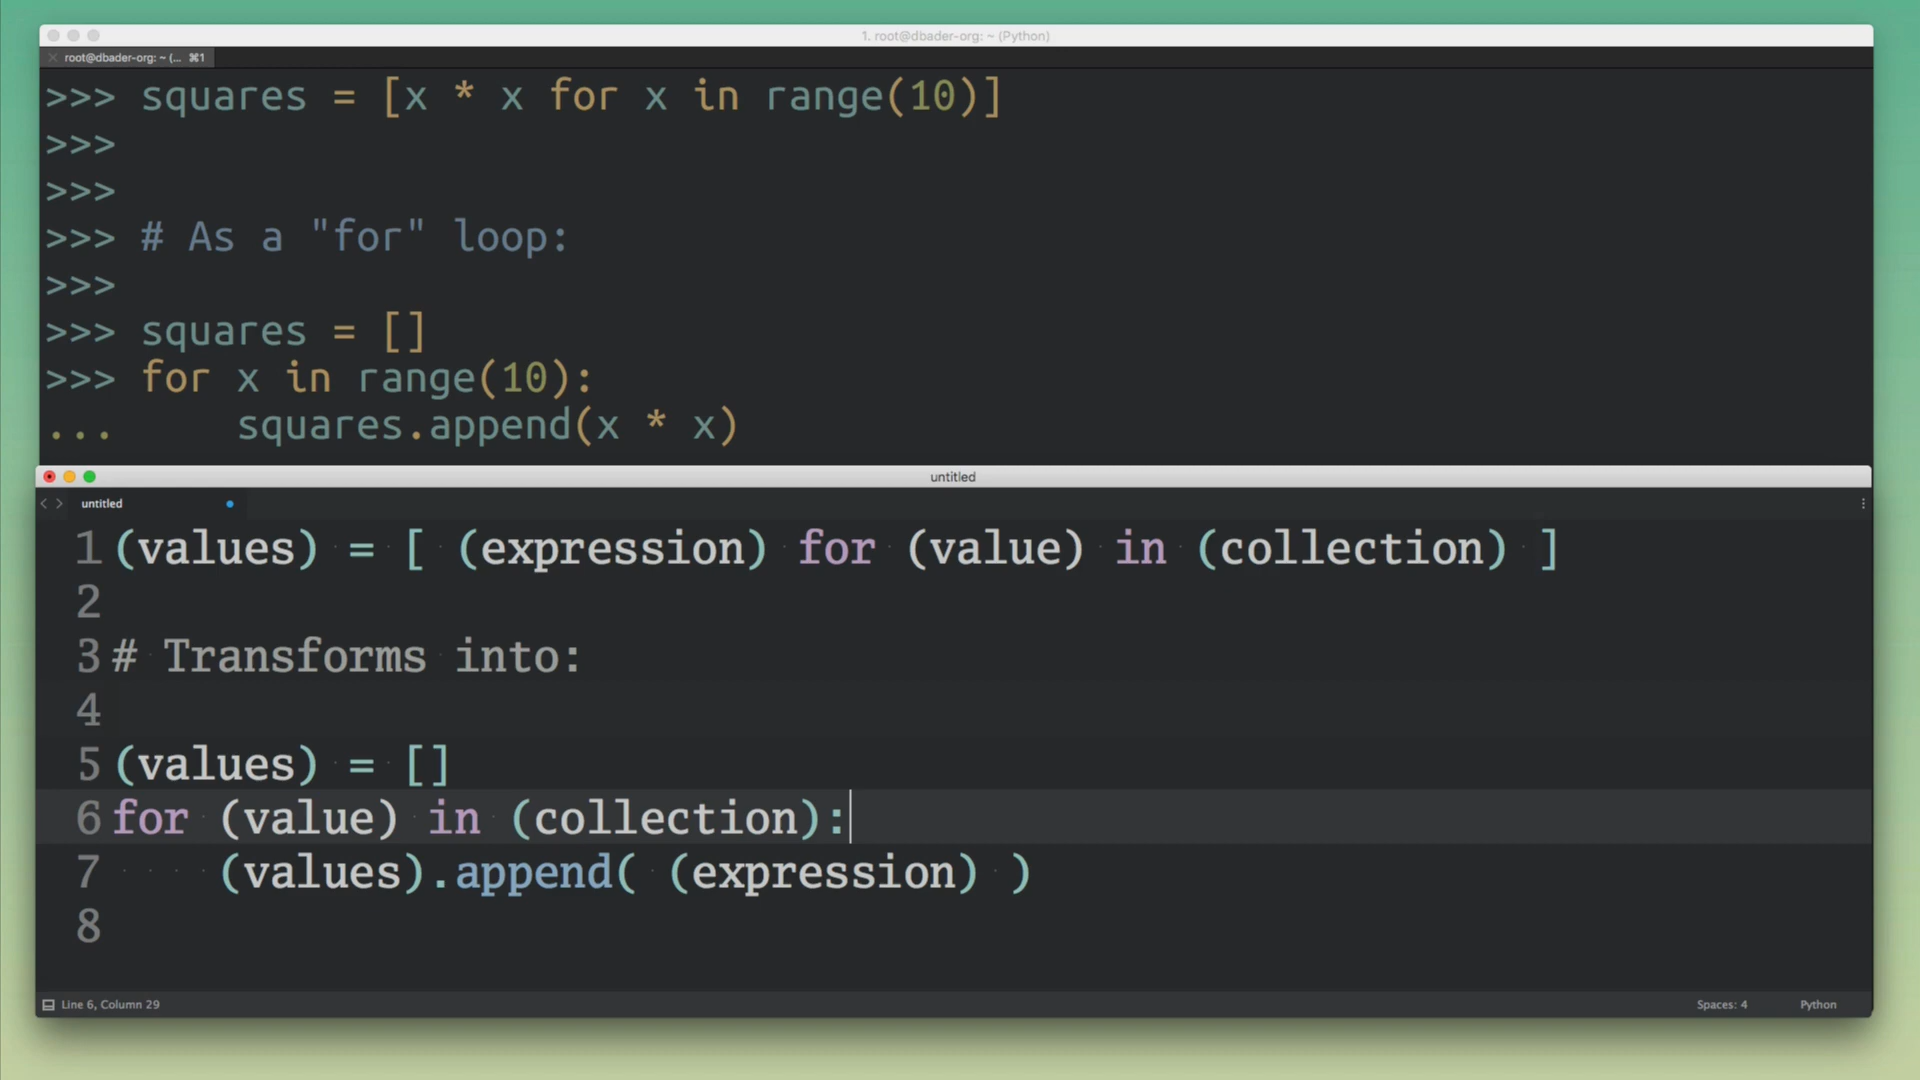 1. root@dbader-org: ~ (Python)
root@dbader-org: ~ (... ⌘1
>>> squares = [x * x for x in range(10)]
>>>
>>>
>>> # As a "for" loop:
>>>
>>> squares = []
>>> for x in range(10):
...     squares.append(x * x)
untitled
untitled
1 (values) = [ (expression) for (value) in (collection) ]
2
3 # Transforms into:
4
5 (values) = []
6 for (value) in (collection):
7     (values).append( (expression) )
8
Line 6, Column 29 Spaces: 4 Python